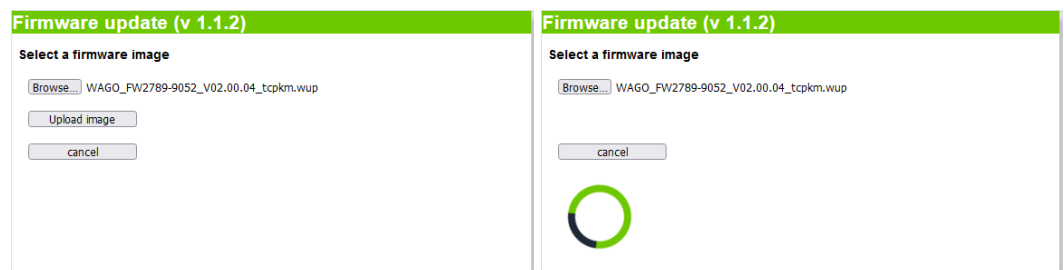 Firmware update (v 1.1.2)
Select a firmware image
Browse... WAGO_FW2789-9052_V02.00.04_tcpkm.wup
Upload image
cancel
Firmware update (v 1.1.2)
Select a firmware image
Browse... WAGO_FW2789-9052_V02.00.04_tcpkm.wup
cancel